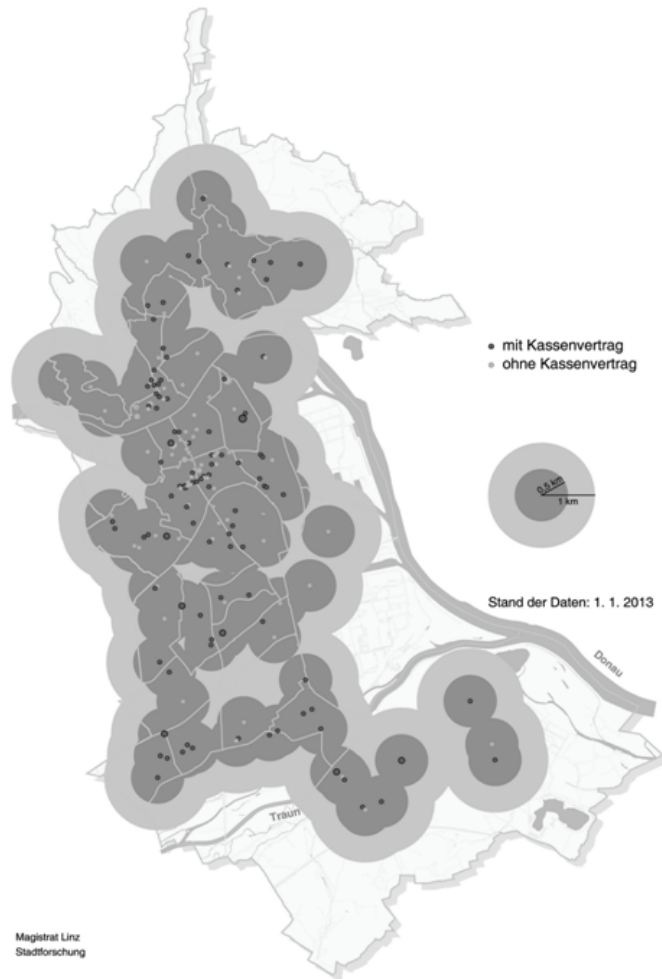 mit Kassenvertrag
ohne Kassenvertrag
0,5 km
1 km
Stand der Daten: 1. 1. 2013
Donau
Traun
Magistrat Linz
Stadtforschung